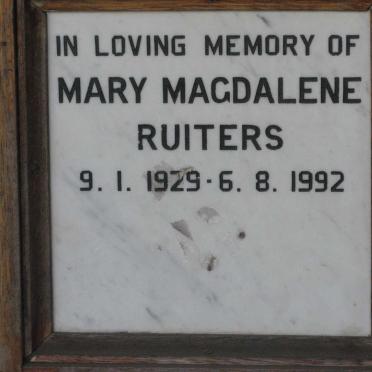 IN LOVING MEMORY OF
MARY MAGDALENE
RUITERS
9. 1. 1929 - 6. 8. 1992